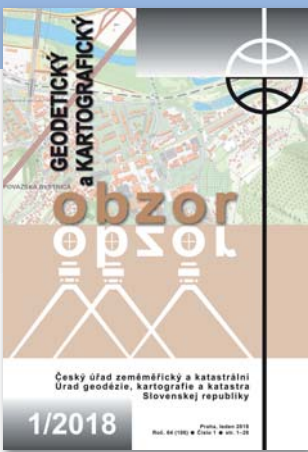 GEODETICKÝ
a KARTOGRAFICKÝ
POVAŽSKÁ BYSTRICA
obzor
obzor
Český úřad zeměměřický a katastrální
Úrad geodézie, kartografie a katastra
Slovenskej republiky
1/2018
Praha, leden 2018
Roč. 64 (106) ● Číslo 1 ● str. 1–28